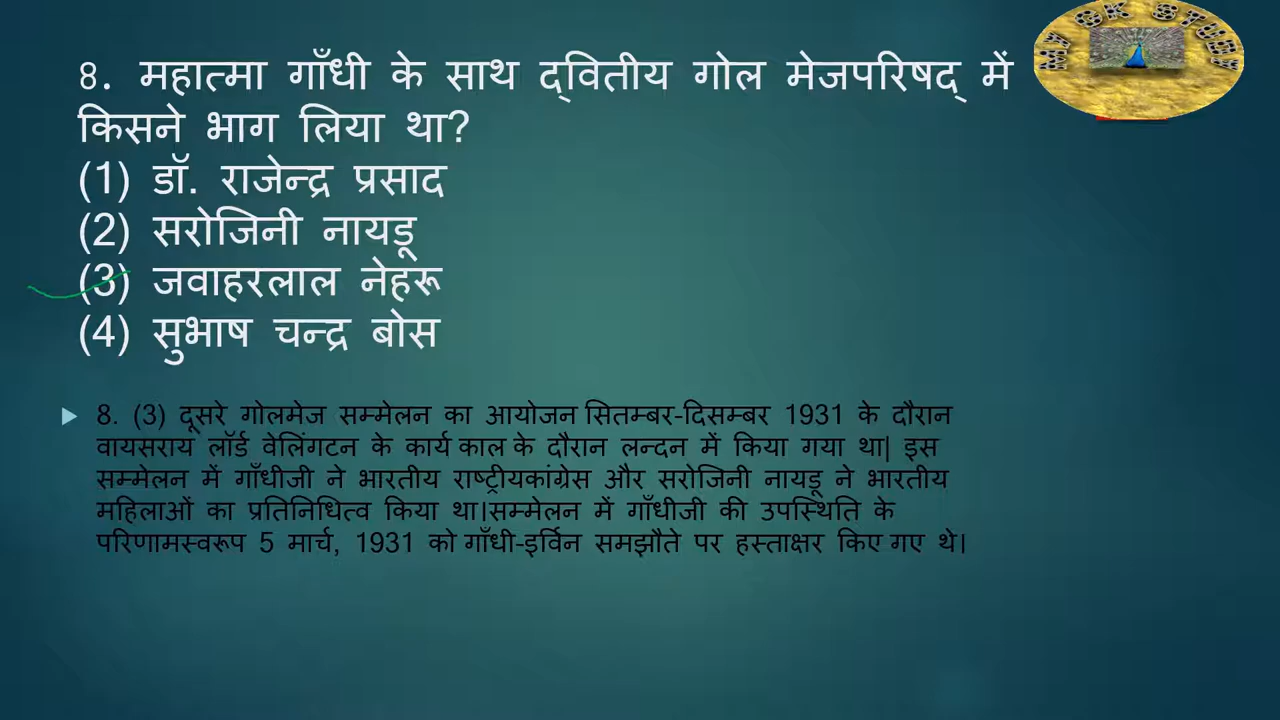 MY GK STUDY
8. महात्मा गाँधी के साथ द्वितीय गोल मेजपरिषद् में
किसने भाग लिया था?
(1) डॉ. राजेन्द्र प्रसाद
(2) सरोजिनी नायडू
(3) जवाहरलाल नेहरू
(4) सुभाष चन्द्र बोस
8. (3) दूसरे गोलमेज सम्मेलन का आयोजन सितम्बर-दिसम्बर 1931 के दौरान
वायसराय लॉर्ड वेलिंगटन के कार्य काल के दौरान लन्दन में किया गया था| इस
सम्मेलन में गाँधीजी ने भारतीय राष्ट्रीयकांग्रेस और सरोजिनी नायडू ने भारतीय
महिलाओं का प्रतिनिधित्व किया था।सम्मेलन में गाँधीजी की उपस्थिति के
परिणामस्वरूप 5 मार्च, 1931 को गाँधी-इर्विन समझौते पर हस्ताक्षर किए गए थे।